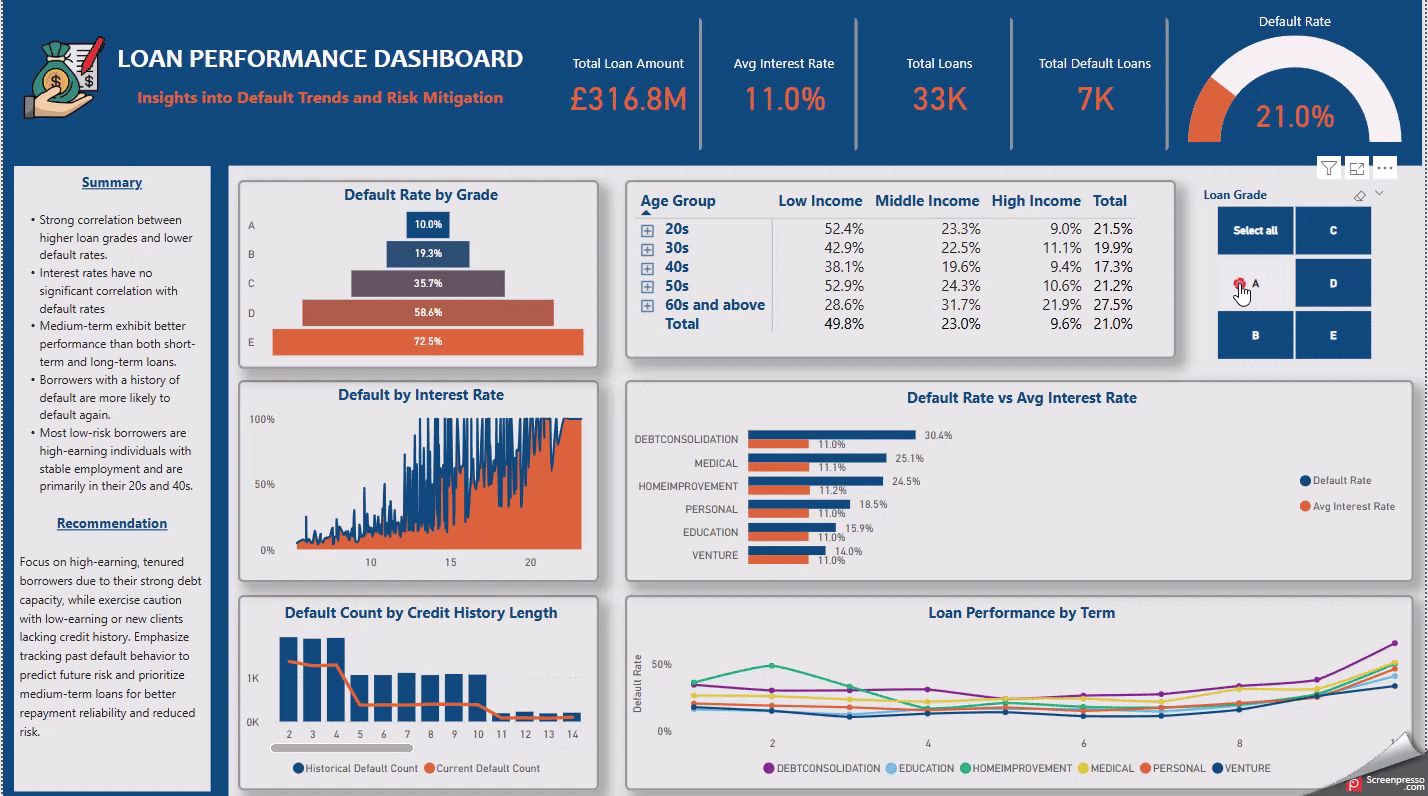 LOAN PERFORMANCE DASHBOARD
Insights into Default Trends and Risk Mitigation
Total Loan Amount
£316.8M
Avg Interest Rate
11.0%
Total Loans
33K
Total Default Loans
7K
Default Rate
21.0%
Summary
• Strong correlation between
higher loan grades and lower
default rates.
• Interest rates have no
significant correlation with
default rates
• Medium-term exhibit better
performance than both short-
term and long-term loans.
• Borrowers with a history of
default are more likely to
default again.
• Most low-risk borrowers are
high-earning individuals with
stable employment and are
primarily in their 20s and 40s.
Recommendation
Focus on high-earning, tenured
borrowers due to their strong debt
capacity, while exercise caution
with low-earning or new clients
lacking credit history. Emphasize
tracking past default behavior to
predict future risk and prioritize
medium-term loans for better
repayment reliability and reduced
risk.
Default Rate by Grade
A 10.0%
B 19.3%
C 35.7%
D 58.6%
E 72.5%
Age Group Low Income Middle Income High Income Total
20s 52.4% 23.3% 9.0% 21.5%
30s 42.9% 22.5% 11.1% 19.9%
40s 38.1% 19.6% 9.4% 17.3%
50s 52.9% 24.3% 10.6% 21.2%
60s and above 28.6% 31.7% 21.9% 27.5%
Total 49.8% 23.0% 9.6% 21.0%
Loan Grade
Select all C
A D
B E
Default by Interest Rate
100%
50%
0%
10 15 20
Default Rate vs Avg Interest Rate
DEBTCONSOLIDATION 30.4%
11.0%
MEDICAL 25.1%
11.1%
HOMEIMPROVEMENT 24.5%
11.2%
PERSONAL 18.5%
11.0%
EDUCATION 15.9%
11.0%
VENTURE 14.0%
11.0%
Default Rate
Avg Interest Rate
Default Count by Credit History Length
1K
0K
2 3 4 5 6 7 8 9 10 11 12 13 14
Historical Default Count Current Default Count
Loan Performance by Term
Default Rate
50%
0%
2 4 6 8
DEBTCONSOLIDATION EDUCATION HOMEIMPROVEMENT MEDICAL PERSONAL VENTURE
Screenpresso
.com